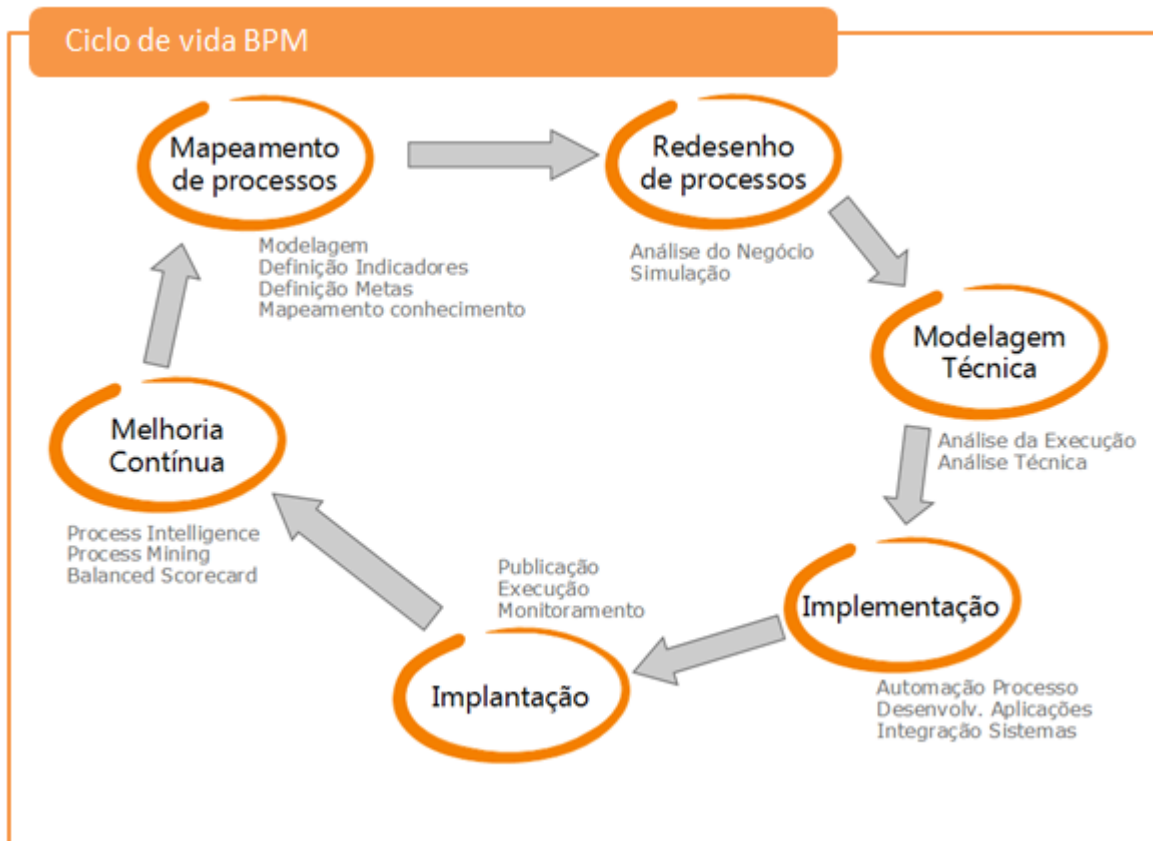 Ciclo de vida BPM
Mapeamento
de processos
Modelagem
Definição Indicadores
Definição Metas
Mapeamento conhecimento
Redesenho
de processos
Análise do Negócio
Simulação
Modelagem
Técnica
Análise da Execução
Análise Técnica
Implementação
Automação Processo
Desenvolv. Aplicações
Integração Sistemas
Publicação
Execução
Monitoramento
Implantação
Melhoria
Contínua
Process Intelligence
Process Mining
Balanced Scorecard